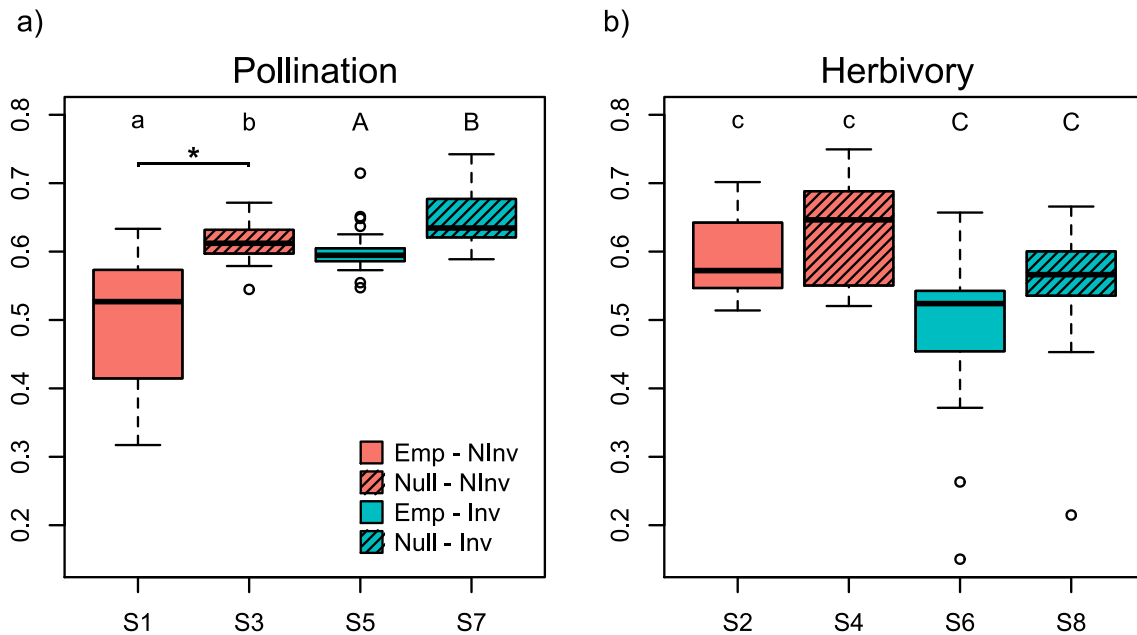 a)
Pollination
a b A B
*
0.8
0.7
0.6
0.5
0.4
0.3
0.2
Emp - NInv
Null - NInv
Emp - Inv
Null - Inv
S1 S3 S5 S7
b)
Herbivory
c c C C
0.8
0.7
0.6
0.5
0.4
0.3
0.2
S2 S4 S6 S8